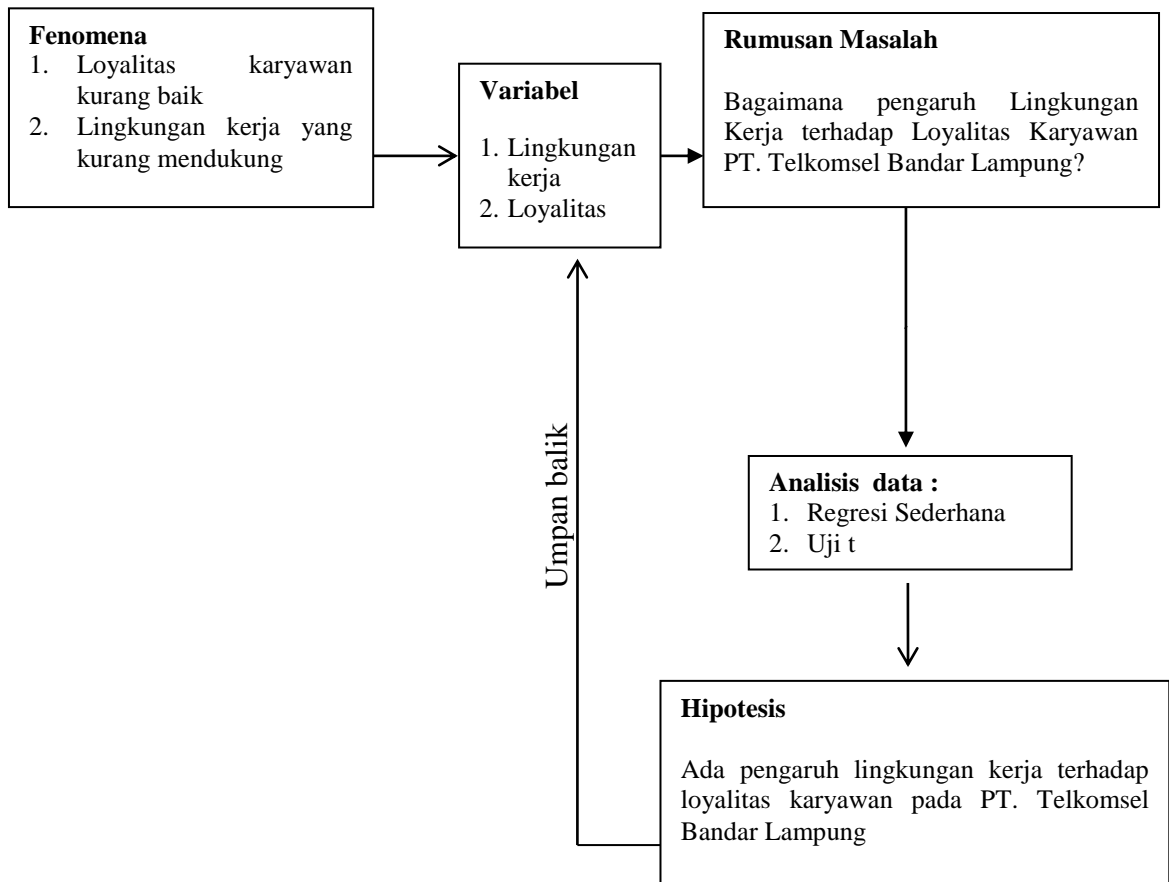 Fenomena
1. Loyalitas karyawan
kurang baik
2. Lingkungan kerja yang
kurang mendukung
Variabel
1. Lingkungan
kerja
2. Loyalitas
Rumusan Masalah
Bagaimana pengaruh Lingkungan
Kerja terhadap Loyalitas Karyawan
PT. Telkomsel Bandar Lampung?
Analisis data :
1. Regresi Sederhana
2. Uji t
Hipotesis
Ada pengaruh lingkungan kerja terhadap
loyalitas karyawan pada PT. Telkomsel
Bandar Lampung
Umpan balik